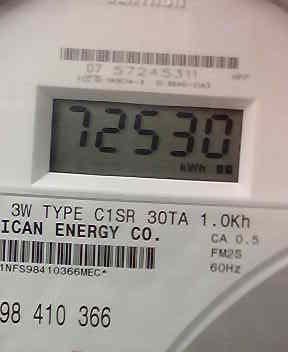 07 57245311
72530
kWh
3W TYPE C1SR 30TA 1.0Kh
ICAN ENERGY CO.
CA 0.5
FM2S
60Hz
1NFS98410366MEC*
98 410 366